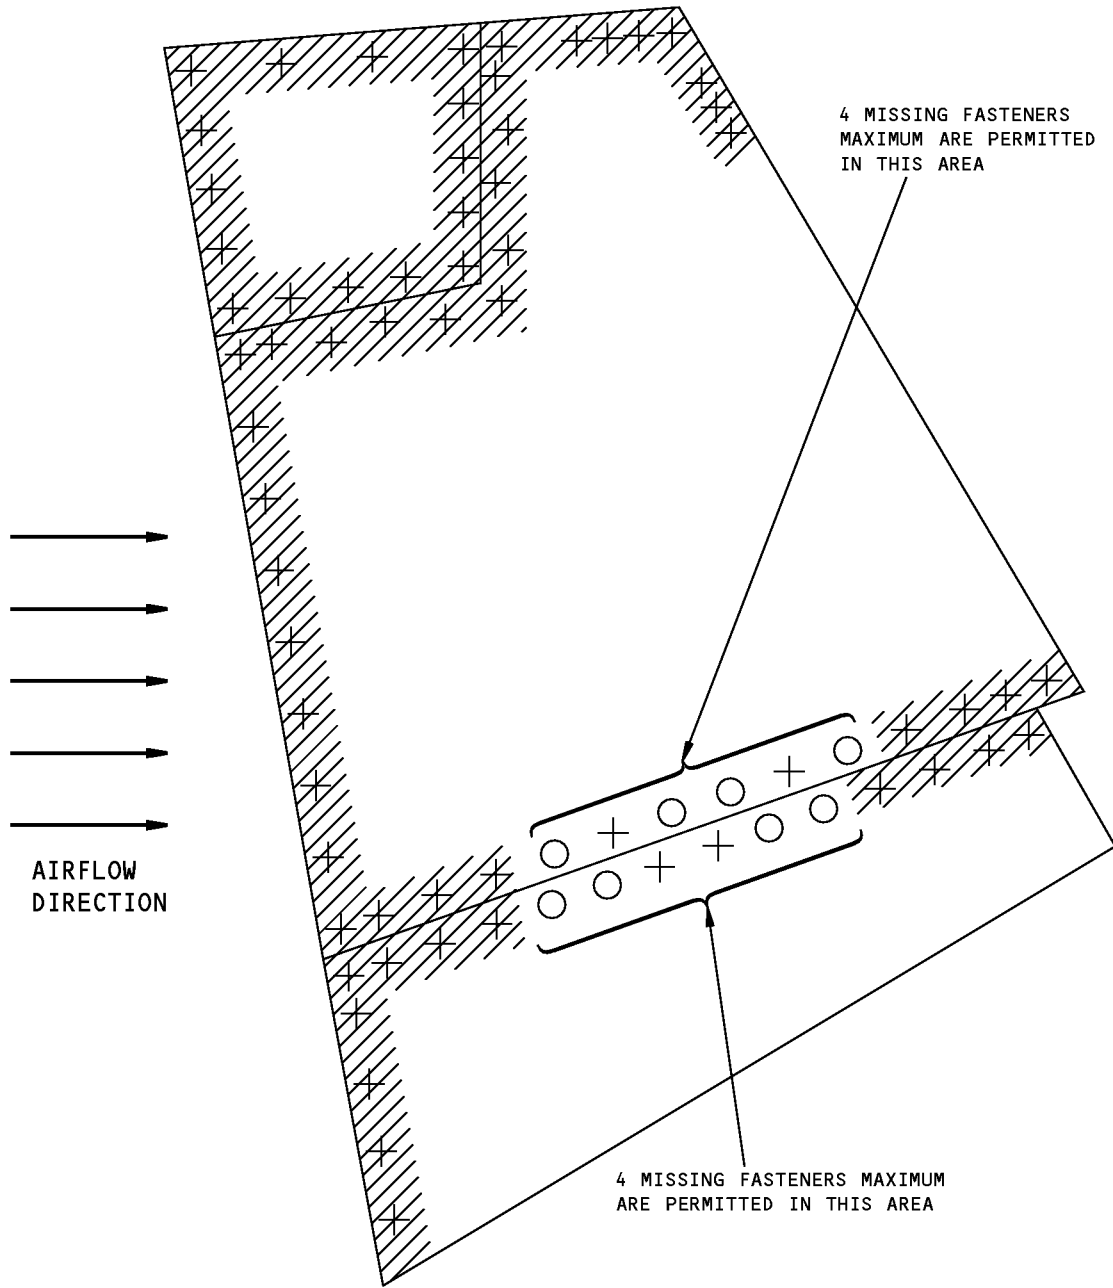 4 MISSING FASTENERS
MAXIMUM ARE PERMITTED
IN THIS AREA
AIRFLOW
DIRECTION
4 MISSING FASTENERS MAXIMUM
ARE PERMITTED IN THIS AREA